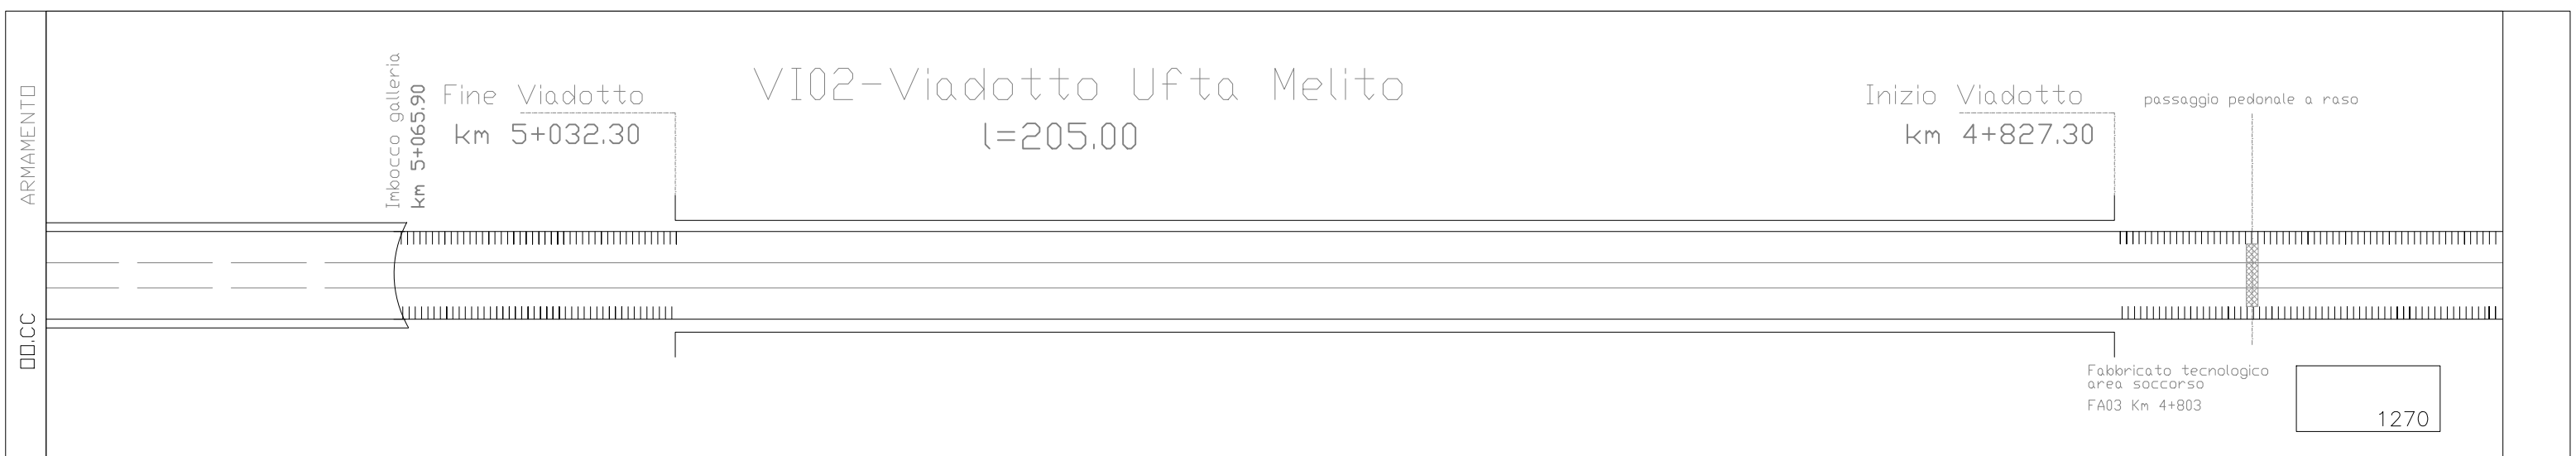 ARMAMENTO
OO.CC
Imbocco galleria
km 5+065.90
Fine Viadotto
km 5+032.30
VI02-Viadotto Ufta Melito
l=205.00
Inizio Viadotto
km 4+827.30
passaggio pedonale a raso
Fabbricato tecnologico
area soccorso
FA03 Km 4+803
1270